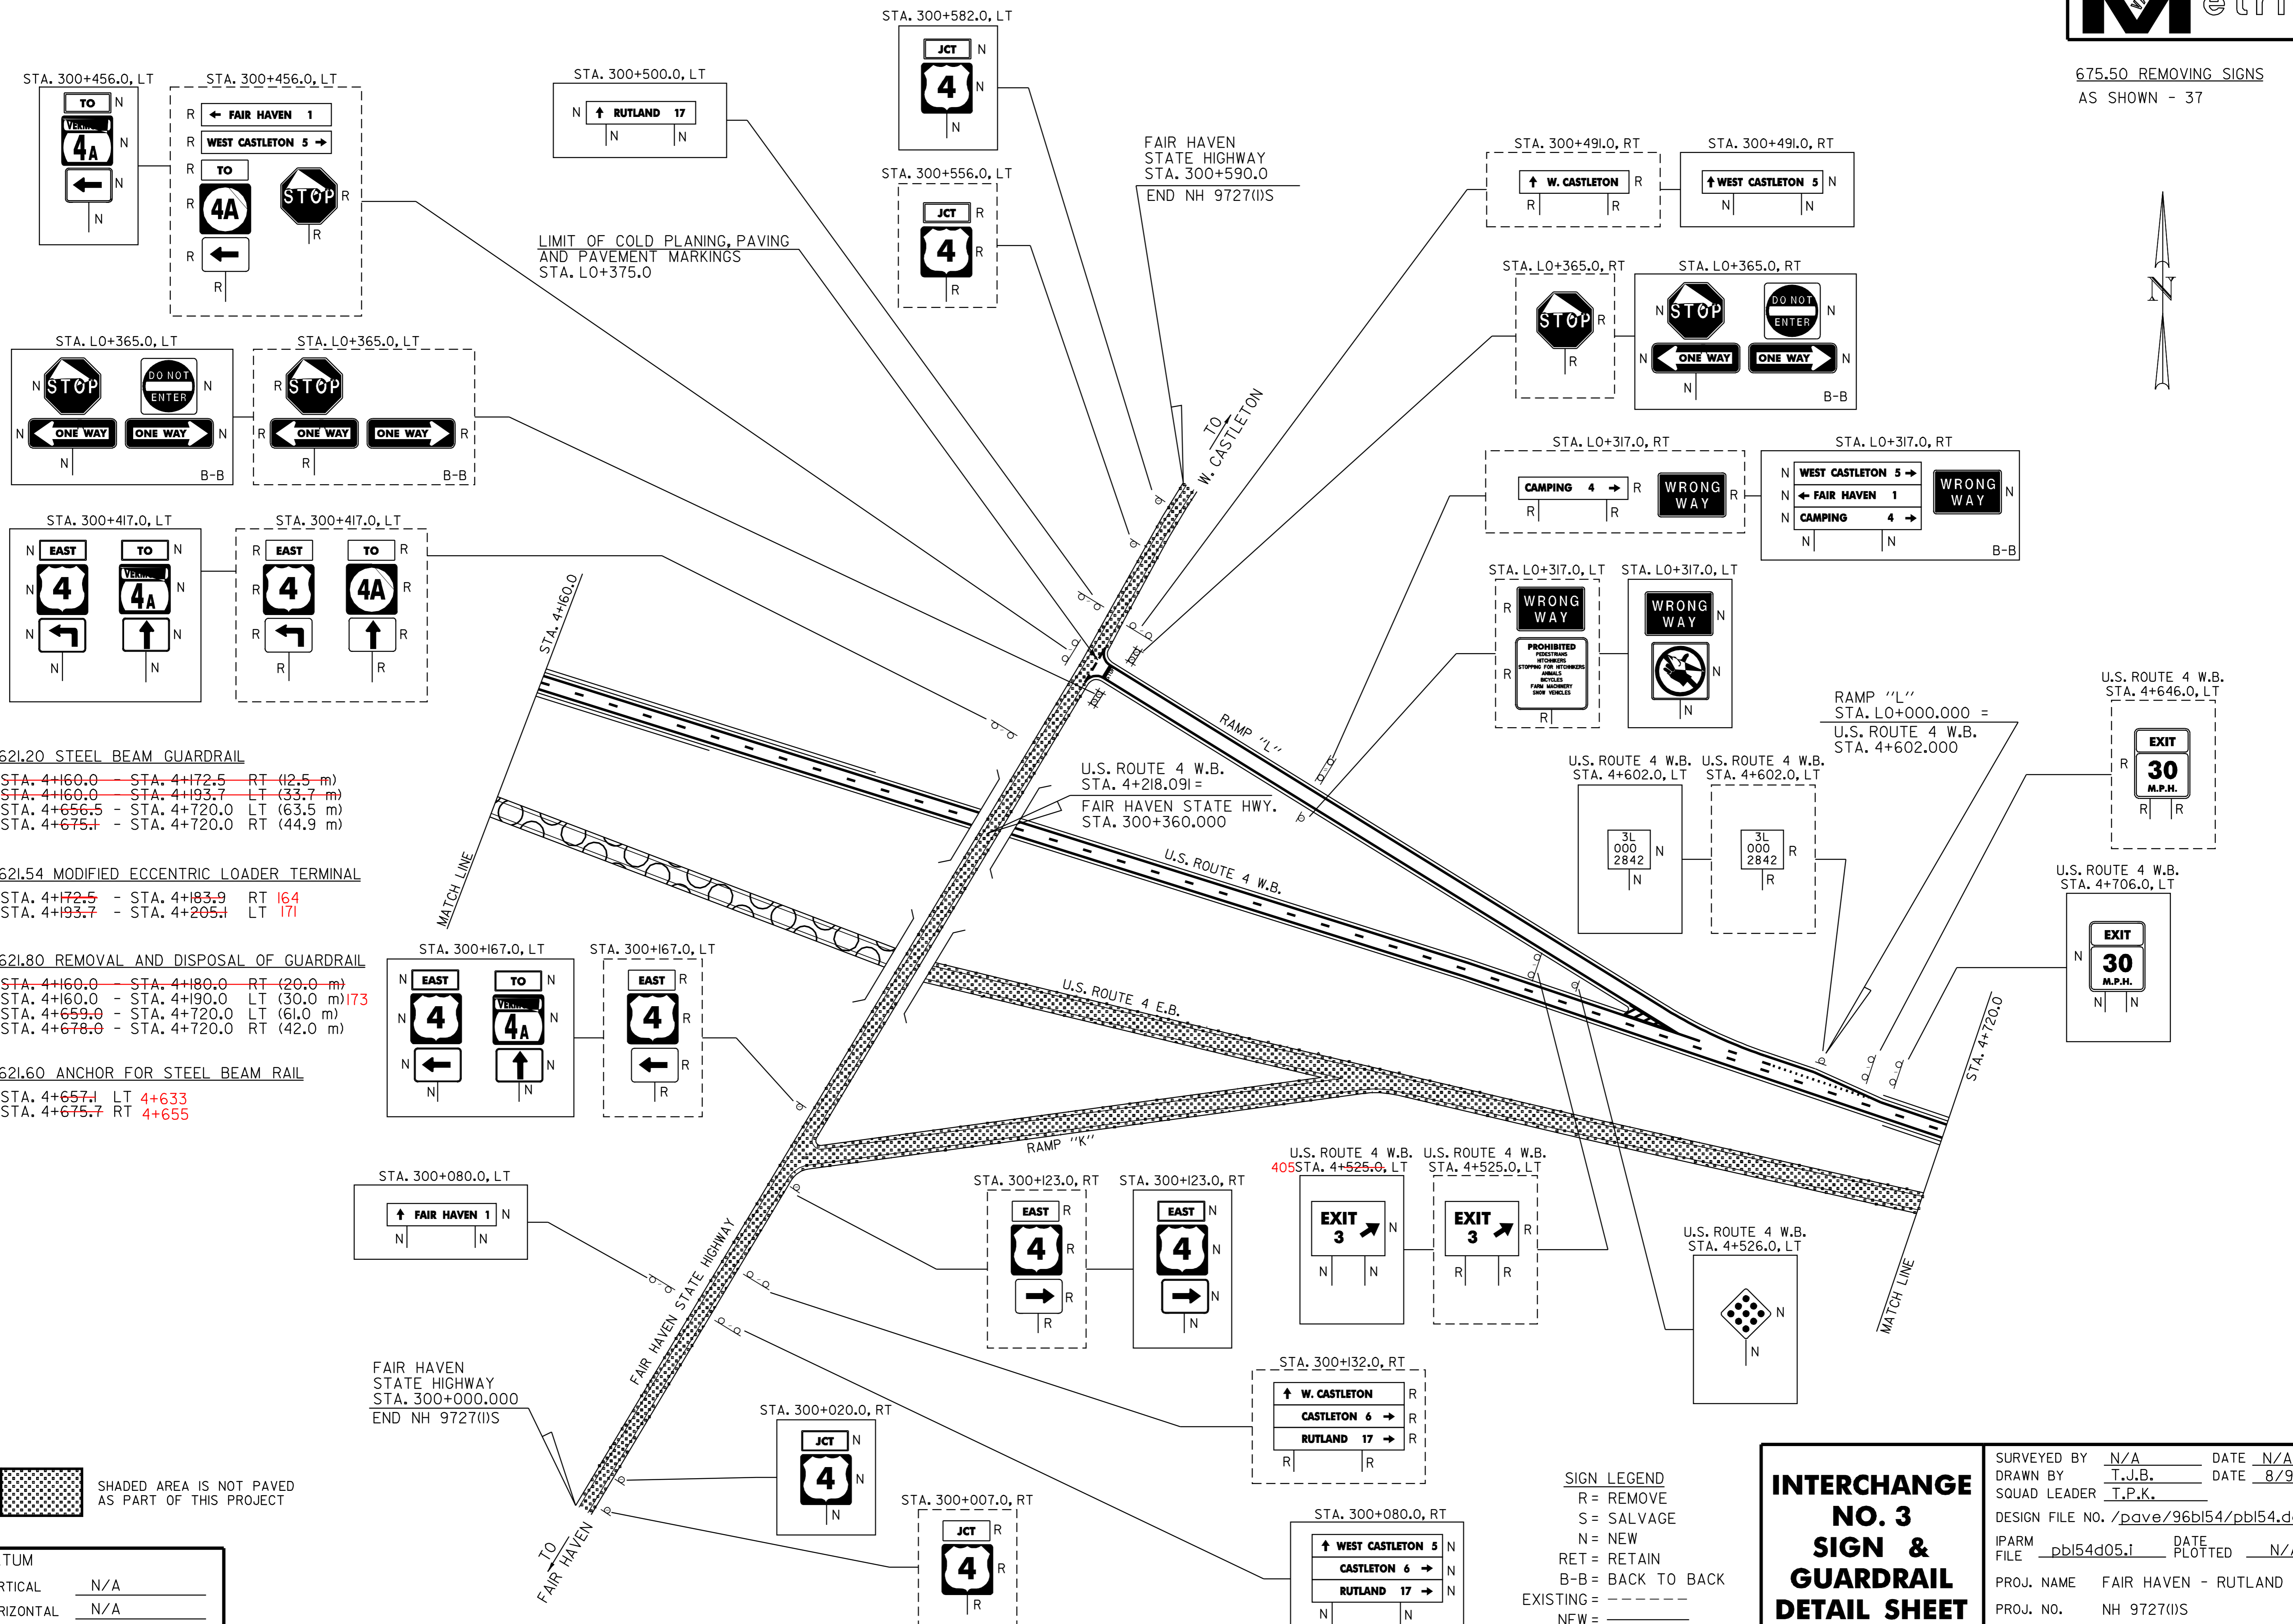 etri
675.50 REMOVING SIGNS
AS SHOWN - 37
N
STA. 300+456.0, LT
TO N
VERMONT
4A N
N
N
STA. 300+456.0, LT
R ← FAIR HAVEN 1
R WEST CASTLETON 5 →
R TO
R 4A
R ←
R
STOP R
R
STA. 300+500.0, LT
N ↑ RUTLAND 17
N N
STA. 300+582.0, LT
JCT N
4 N
N
STA. 300+556.0, LT
JCT R
4 R
R
FAIR HAVEN
STATE HIGHWAY
STA. 300+590.0
END NH 9727(1)S
LIMIT OF COLD PLANING, PAVING
AND PAVEMENT MARKINGS
STA. L0+375.0
STA. 300+491.0, RT
↑ W. CASTLETON R
R R
STA. 300+491.0, RT
↑ WEST CASTLETON 5 N
N N
STA. L0+365.0, RT
STOP R
R
STA. L0+365.0, RT
N STOP DO NOT ENTER N
N ONE WAY ONE WAY N
N
B-B
STA. L0+365.0, LT
N STOP DO NOT ENTER N
N ONE WAY ONE WAY N
N
B-B
STA. L0+365.0, LT
R STOP
R ONE WAY ONE WAY R
R
B-B
STA. L0+317.0, RT
CAMPING 4 → R
WRONG WAY R
R R
STA. L0+317.0, RT
N WEST CASTLETON 5 →
N ← FAIR HAVEN 1
N CAMPING 4 →
WRONG WAY N
N N
B-B
STA. 300+417.0, LT
N EAST TO N
N 4 VERMONT 4A N
N N
N N
STA. 300+417.0, LT
R EAST TO R
R 4 4A R
R R
R R
STA. L0+317.0, LT
R WRONG WAY
R PROHIBITED
PEDESTRIANS
HITCHHIKERS
STOPPING FOR HITCHHIKERS
ANIMALS
BICYCLES
FARM MACHINERY
SNOW VEHICLES
R
STA. L0+317.0, LT
WRONG WAY N
N
N
TO
W. CASTLETON
STA. 4+160.0
MATCH LINE
RAMP "L"
RAMP "L"
STA. L0+000.000 =
U.S. ROUTE 4 W.B.
STA. 4+602.000
U.S. ROUTE 4 W.B.
STA. 4+646.0, LT
R EXIT
30
M.P.H.
R R
U.S. ROUTE 4 W.B.
STA. 4+602.0, LT
3L
000
2842 N
N
U.S. ROUTE 4 W.B.
STA. 4+602.0, LT
3L
000
2842 R
R
U.S. ROUTE 4 W.B.
STA. 4+706.0, LT
N EXIT
30
M.P.H.
N N
621.20 STEEL BEAM GUARDRAIL
STA. 4+160.0 - STA. 4+172.5 RT (12.5 m)
STA. 4+160.0 - STA. 4+193.7 LT (33.7 m)
STA. 4+656.5 - STA. 4+720.0 LT (63.5 m)
STA. 4+675.1 - STA. 4+720.0 RT (44.9 m)
621.54 MODIFIED ECCENTRIC LOADER TERMINAL
STA. 4+172.5 - STA. 4+183.9 RT 164
STA. 4+193.7 - STA. 4+205.1 LT 171
621.80 REMOVAL AND DISPOSAL OF GUARDRAIL
STA. 4+160.0 - STA. 4+180.0 RT (20.0 m)
STA. 4+160.0 - STA. 4+190.0 LT (30.0 m) 173
STA. 4+659.0 - STA. 4+720.0 LT (61.0 m)
STA. 4+678.0 - STA. 4+720.0 RT (42.0 m)
621.60 ANCHOR FOR STEEL BEAM RAIL
STA. 4+657.1 LT 4+633
STA. 4+675.7 RT 4+655
U.S. ROUTE 4 W.B.
STA. 4+218.091 =
FAIR HAVEN STATE HWY.
STA. 300+360.000
U.S. ROUTE 4 W.B.
U.S. ROUTE 4 E.B.
RAMP "K"
STA. 4+720.0
MATCH LINE
STA. 300+167.0, LT
N EAST TO N
N 4 VERMONT 4A N
N N
N N
STA. 300+167.0, LT
EAST R
4 R
R
R
STA. 300+080.0, LT
↑ FAIR HAVEN 1 N
N N
FAIR HAVEN STATE HIGHWAY
STA. 300+123.0, RT
EAST R
4 R
R
R
STA. 300+123.0, RT
EAST N
4 N
N
N
U.S. ROUTE 4 W.B.
405 STA. 4+525.0, LT
EXIT
3 N
N N
U.S. ROUTE 4 W.B.
STA. 4+525.0, LT
EXIT
3 R
R R
U.S. ROUTE 4 W.B.
STA. 4+526.0, LT
N
N
FAIR HAVEN
STATE HIGHWAY
STA. 300+000.000
END NH 9727(1)S
TO
FAIR HAVEN
STA. 300+020.0, RT
JCT N
4 N
N
STA. 300+007.0, RT
JCT R
4 R
R
STA. 300+132.0, RT
↑ W. CASTLETON R
CASTLETON 6 → R
RUTLAND 17 → R
R R
STA. 300+080.0, RT
↑ WEST CASTLETON 5 N
CASTLETON 6 → N
RUTLAND 17 → N
N N
SHADED AREA IS NOT PAVED
AS PART OF THIS PROJECT
TUM
RTICAL N/A
RIZONTAL N/A
SIGN LEGEND
R = REMOVE
S = SALVAGE
N = NEW
RET = RETAIN
B-B = BACK TO BACK
EXISTING = - - - - - -
NEW = ————
INTERCHANGE
NO. 3
SIGN &
GUARDRAIL
DETAIL SHEET
SURVEYED BY N/A DATE N/A
DRAWN BY T.J.B. DATE 8/9
SQUAD LEADER T.P.K.
DESIGN FILE NO. /pave/96b154/pb154.d
IPARM FILE pb154d05.i DATE PLOTTED N/
PROJ. NAME FAIR HAVEN - RUTLAND
PROJ. NO. NH 9727(1)S